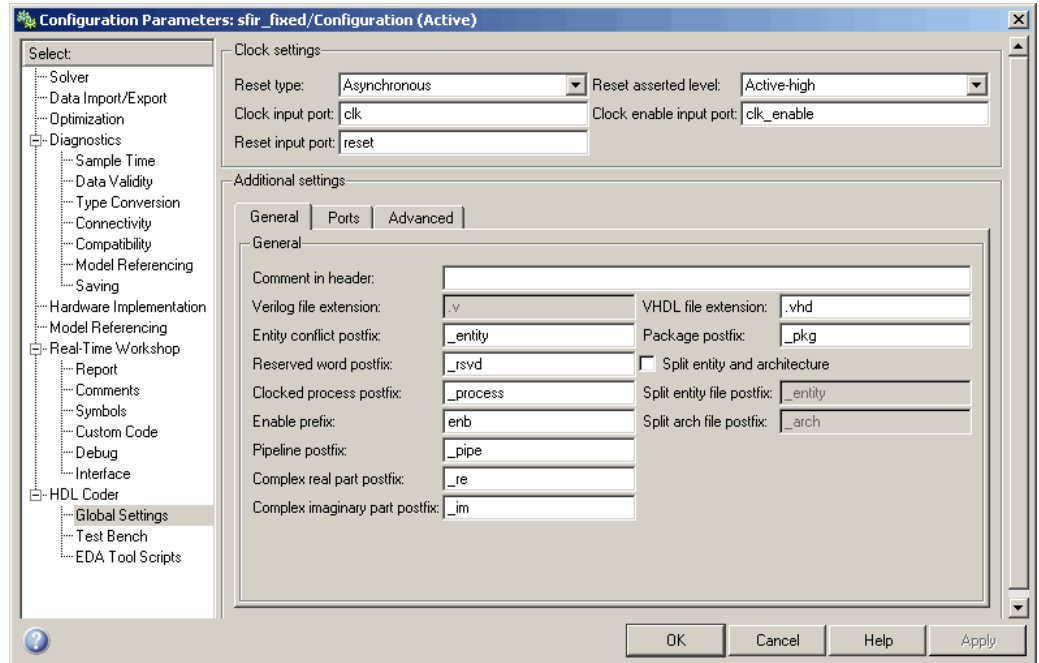 Configuration Parameters: sfir_fixed/Configuration (Active)
Select:
Solver
Data Import/Export
Optimization
Diagnostics
Sample Time
Data Validity
Type Conversion
Connectivity
Compatibility
Model Referencing
Saving
Hardware Implementation
Model Referencing
Real-Time Workshop
Report
Comments
Symbols
Custom Code
Debug
Interface
HDL Coder
Global Settings
Test Bench
EDA Tool Scripts
Clock settings
Reset type: Asynchronous Reset asserted level: Active-high
Clock input port: clk Clock enable input port: clk_enable
Reset input port: reset
Additional settings
General Ports Advanced
General
Comment in header:
Verilog file extension: .v VHDL file extension: .vhd
Entity conflict postfix: _entity Package postfix: _pkg
Reserved word postfix: _rsvd Split entity and architecture
Clocked process postfix: _process Split entity file postfix: _entity
Enable prefix: enb Split arch file postfix: _arch
Pipeline postfix: _pipe
Complex real part postfix: _re
Complex imaginary part postfix: _im
OK Cancel Help Apply